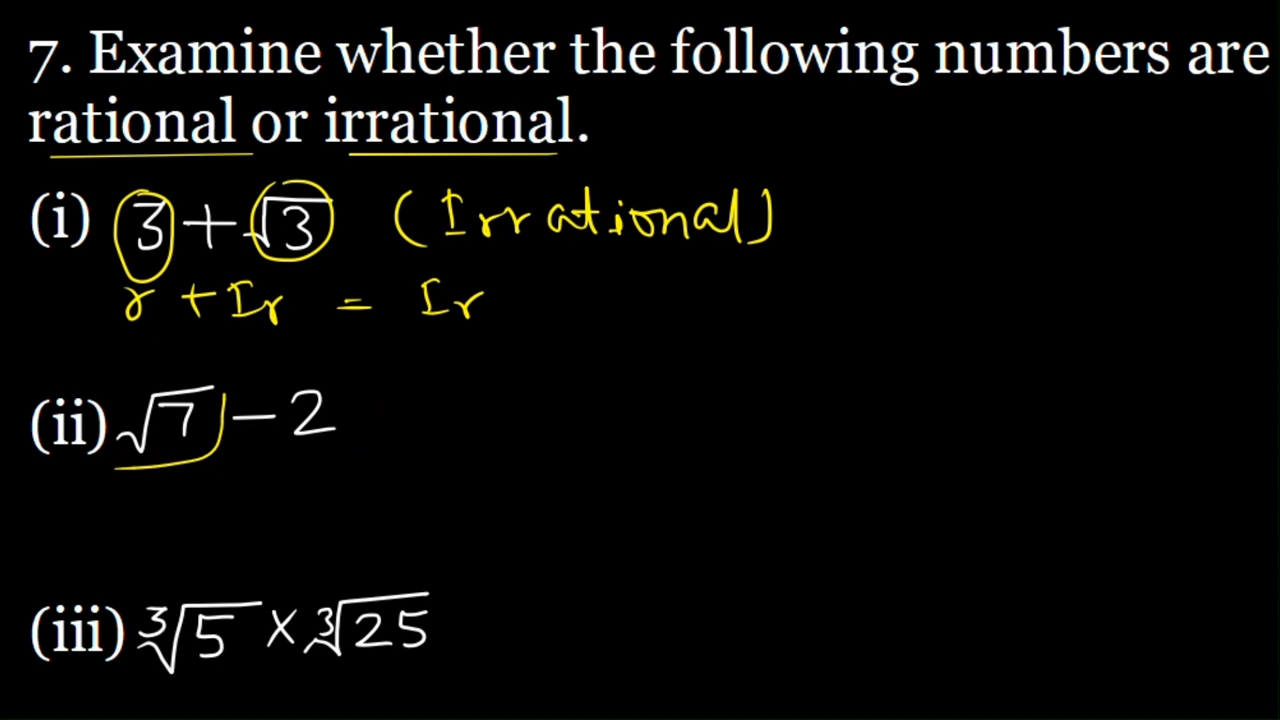 7. Examine whether the following numbers are
rational or irrational.
(i) 3+√3 (Irrational)
r + Ir = Ir
(ii) √7 − 2
(iii) ∛5 × ∛25